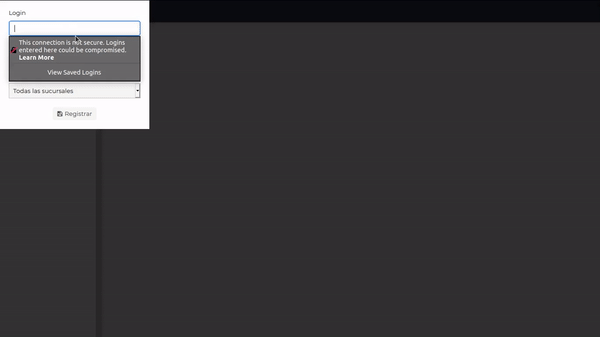 Login
This connection is not secure. Logins
entered here could be compromised.
Learn More
View Saved Logins
Todas las sucursales
Registrar